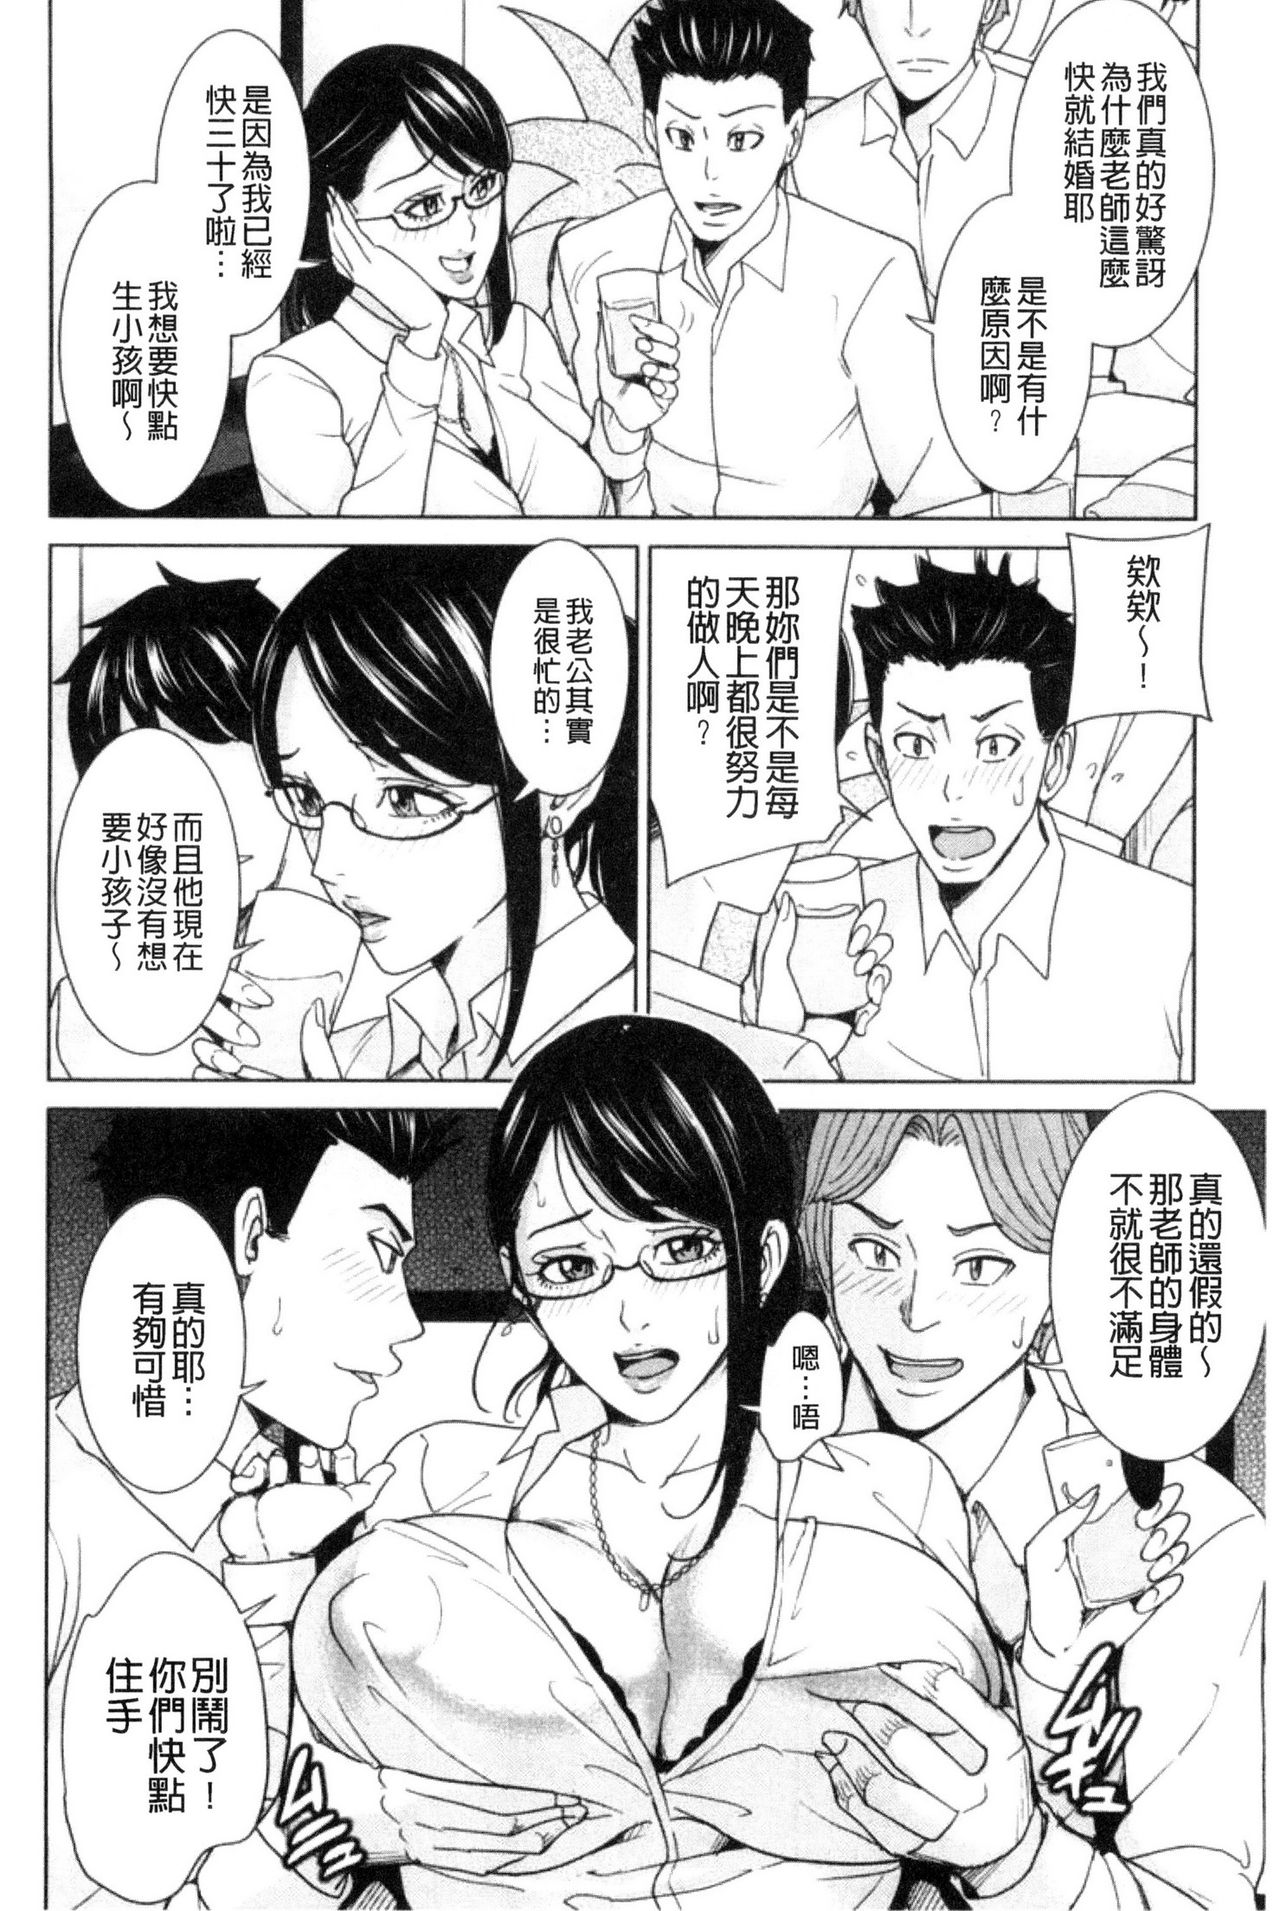 我們真的好驚訝
為什麼老師這麼
快就結婚耶
是不是有什
麼原因啊？
是因為我已經
快三十了啦…
我想要快點
生小孩啊～
欸欸～！
那妳們是不是每
天晚上都很努力
的做人啊？
我老公其實
是很忙的…
而且他現在
好像沒有想
要小孩子～
真的還假的～
那老師的身體
不就很不滿足
嗯…唔
真的耶…
有夠可惜
別鬧了！
你們快點
住手
ムギュ
ムニュ